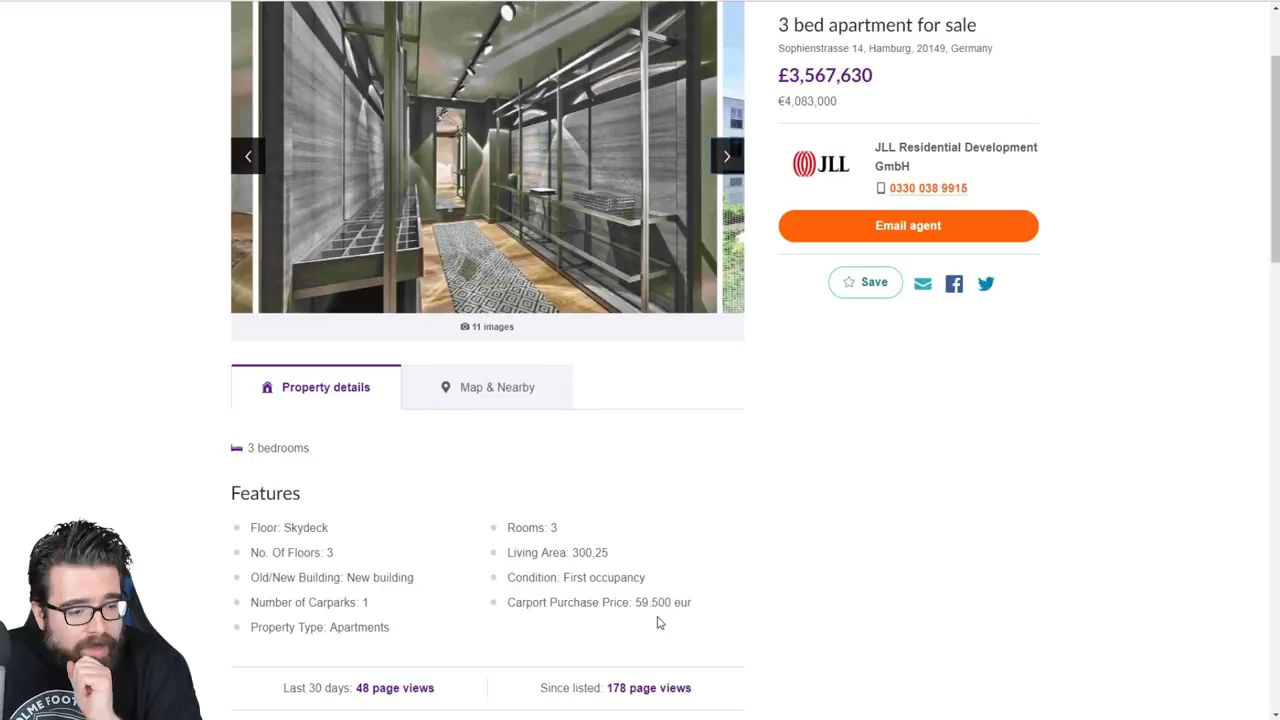 3 bed apartment for sale
Sophienstrasse 14, Hamburg, 20149, Germany
£3,567,630
€4,083,000
JLL
JLL Residential Development
GmbH
0330 038 9915
Email agent
Save
11 images
Property details
Map & Nearby
3 bedrooms
Features
Floor: Skydeck
Rooms: 3
No. Of Floors: 3
Living Area: 300,25
Old/New Building: New building
Condition: First occupancy
Number of Carparks: 1
Carport Purchase Price: 59.500 eur
Property Type: Apartments
Last 30 days: 48 page views
Since listed: 178 page views